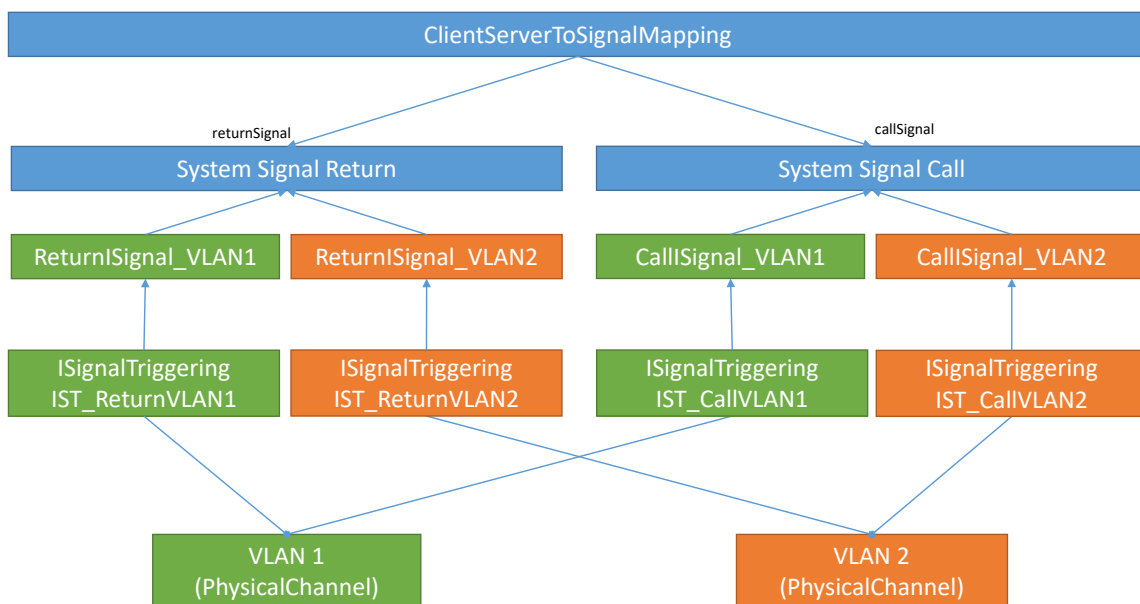 ClientServerToSignalMapping
returnSignal
callSignal
System Signal Return
System Signal Call
ReturnISignal_VLAN1
ReturnISignal_VLAN2
CallISignal_VLAN1
CallISignal_VLAN2
ISignalTriggering
IST_ReturnVLAN1
ISignalTriggering
IST_ReturnVLAN2
ISignalTriggering
IST_CallVLAN1
ISignalTriggering
IST_CallVLAN2
VLAN 1
(PhysicalChannel)
VLAN 2
(PhysicalChannel)